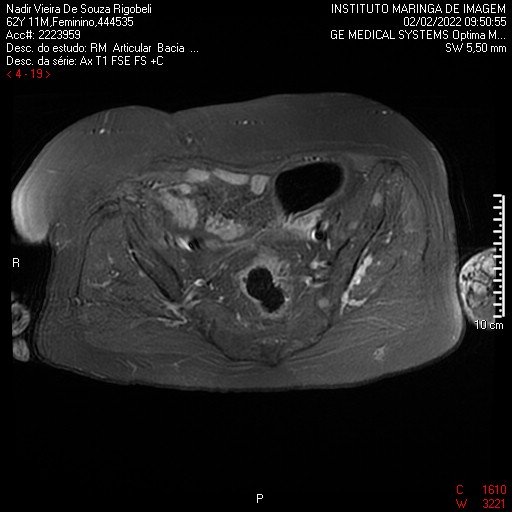 Nadir Vieira De Souza Rigobeli
62Y 11M,Feminino,444535
Acc#: 2223959
Desc. do estudo: RM Articular Bacia ...
Desc. da série: Ax T1 FSE FS +C
< 4 - 19 >
INSTITUTO MARINGA DE IMAGEM
02/02/2022 09:50:55
GE MEDICAL SYSTEMS Optima M...
SW 5,50 mm
R
10 cm
P
C 1610
W 3221